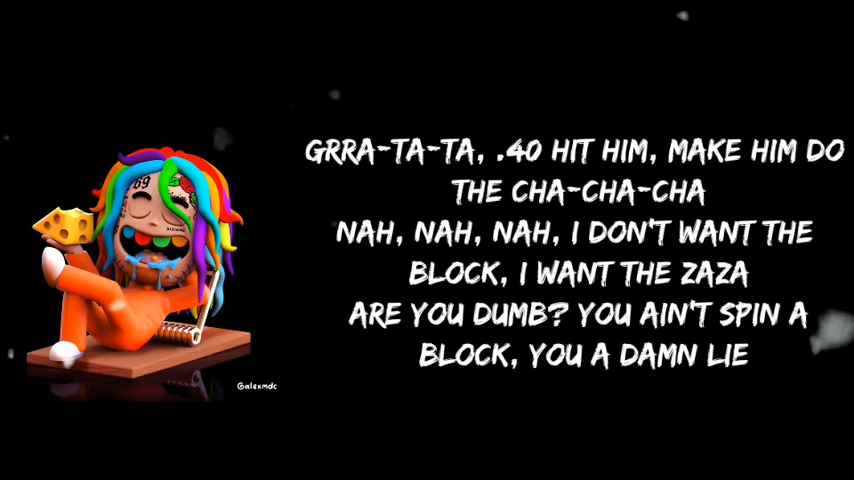 69
GRRA-TA-TA, .40 HIT HIM, MAKE HIM DO
THE CHA-CHA-CHA
NAH, NAH, NAH, I DON'T WANT THE
BLOCK, I WANT THE ZAZA
ARE YOU DUMB? YOU AIN'T SPIN A
BLOCK, YOU A DAMN LIE
@alexmdc